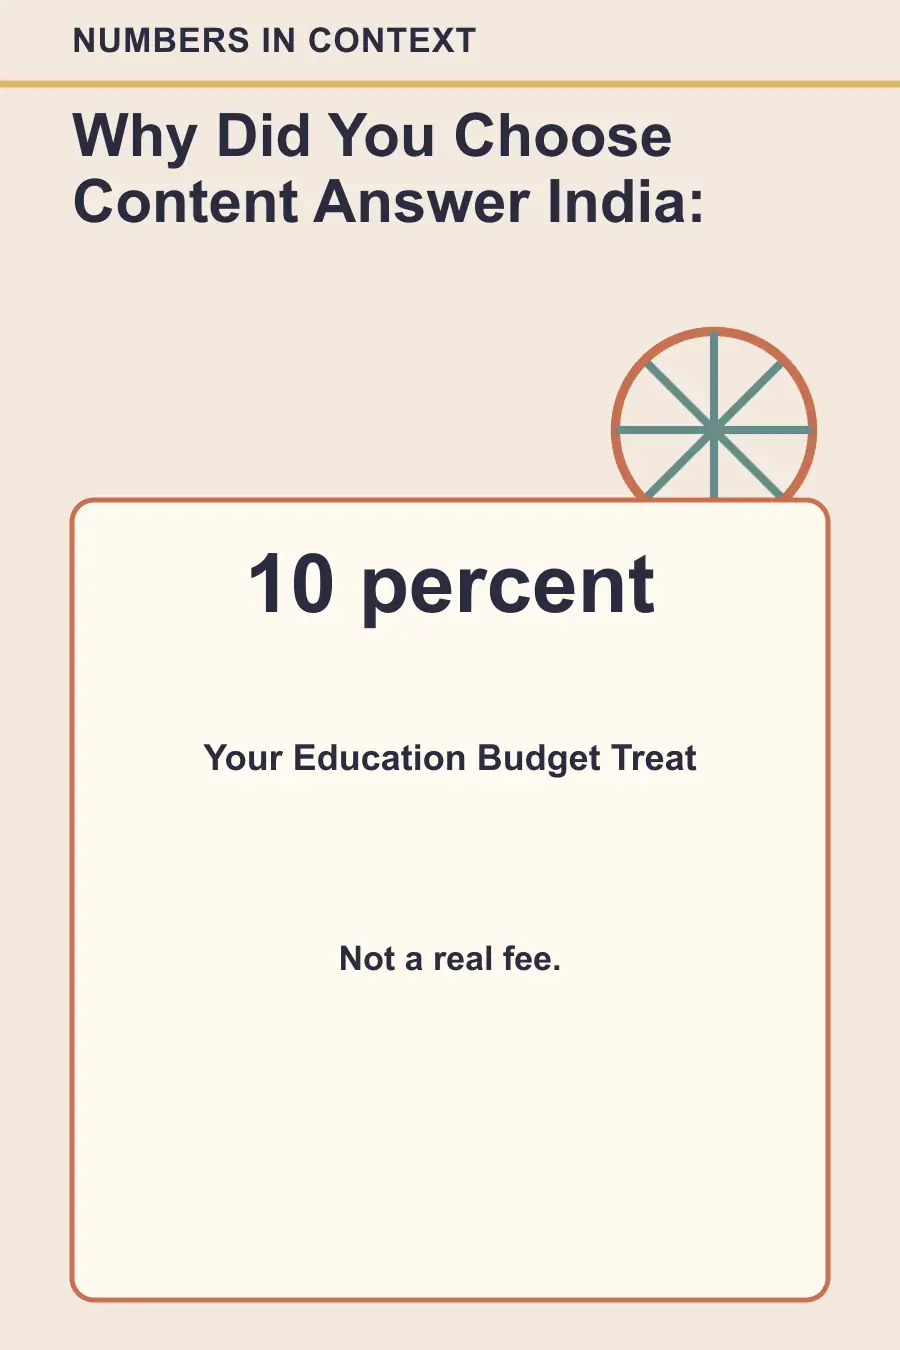 NUMBERS IN CONTEXT
Why Did You Choose
Content Answer India:
10 percent
Your Education Budget Treat
Not a real fee.